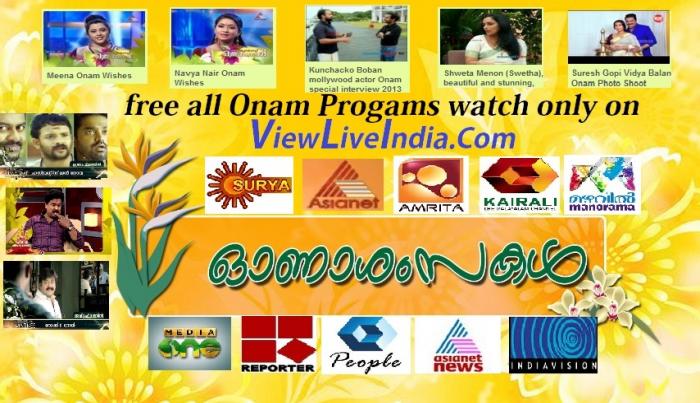 Meena Onam Wishes
Navya Nair Onam
Wishes
Kunchacko Boban
mollywood actor Onam
special interview 2013
Shweta Menon (Swetha),
beautiful and stunning,
Suresh Gopi Vidya Balan
Onam Photo Shoot
free all Onam Progams watch only on
ViewLiveIndia.Com
SURYA
Asianet
AMRITA
KAIRALI
മഴവിൽ
manorama
ഓണാശംസകൾ
MEDIA
one
REPORTER
People
asianet
news
INDIAVISION